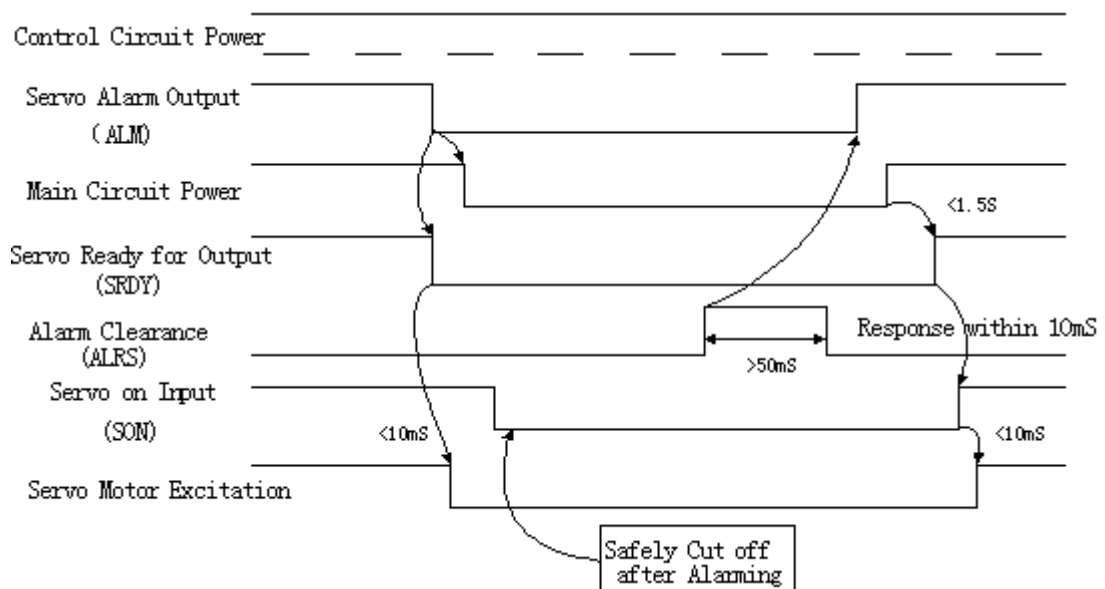 Control Circuit Power
Servo Alarm Output
(ALM)
Main Circuit Power
<1.5S
Servo Ready for Output
(SRDY)
Alarm Clearance
(ALRS)
Response within 10mS
>50mS
Servo on Input
(SON)
<10mS
<10mS
Servo Motor Excitation
Safely Cut off
after Alarming